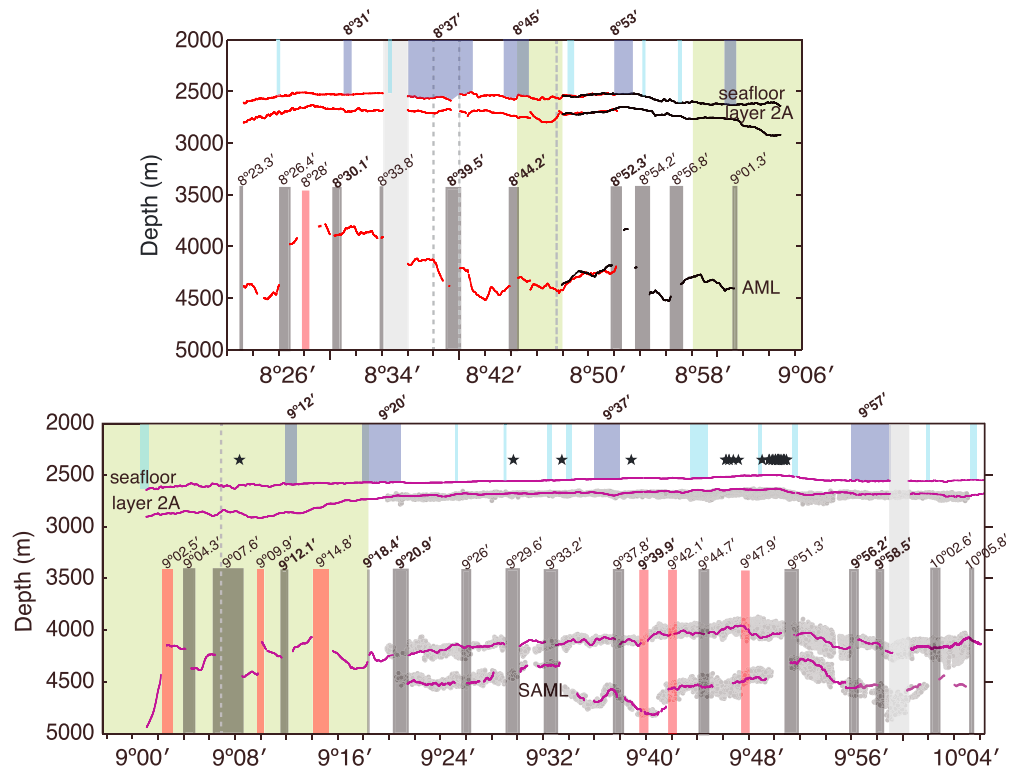 8°31′ 8°37′ 8°45′ 8°53′
2000
2500
3000
3500
4000
4500
5000
Depth (m)
seafloor
layer 2A
8°23.3′ 8°26.4′ 8°28′ 8°30.1′ 8°33.8′ 8°39.5′ 8°44.2′ 8°52.3′ 8°54.2′ 8°56.8′ 9°01.3′
AML
8°26′ 8°34′ 8°42′ 8°50′ 8°58′ 9°06′
9°12′ 9°20′ 9°37′ 9°57′
2000
2500
3000
3500
4000
4500
5000
Depth (m)
seafloor
layer 2A
9°02.5′ 9°04.3′ 9°07.6′ 9°09.9′ 9°12.1′ 9°14.8′ 9°18.4′ 9°20.9′ 9°26′ 9°29.6′ 9°33.2′ 9°37.8′ 9°39.9′ 9°42.1′ 9°44.7′ 9°47.9′ 9°51.3′ 9°56.2′ 9°58.5′ 10°02.6′ 10°05.8′
SAML
9°00′ 9°08′ 9°16′ 9°24′ 9°32′ 9°40′ 9°48′ 9°56′ 10°04′